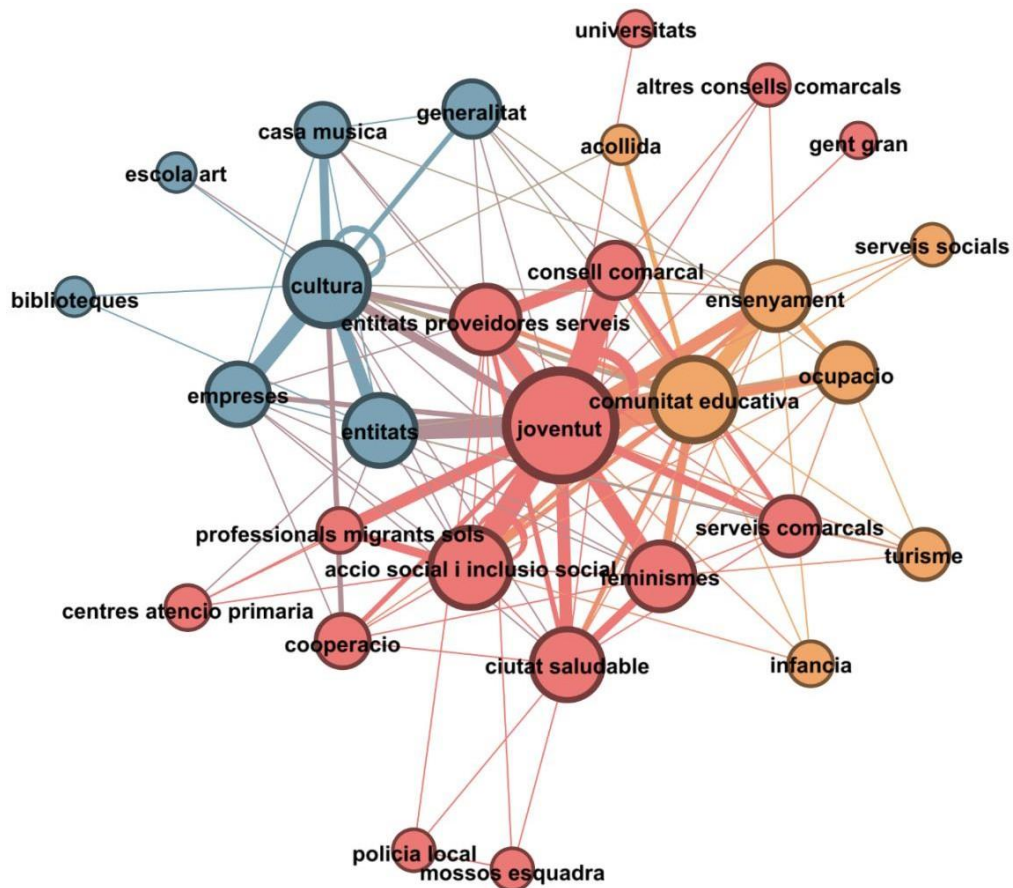 universitats
altres consells comarcals
generalitat
casa musica
acollida
gent gran
escola art
serveis socials
consell comarcal
cultura
biblioteques
ensenyament
entitats proveidores serveis
ocupacio
empreses
comunitat educativa
entitats
joventut
professionals migrants sols
serveis comarcals
turisme
accio social i inclusio social
feminismes
centres atencio primaria
cooperacio
ciutat saludable
infancia
policia local
mossos esquadra